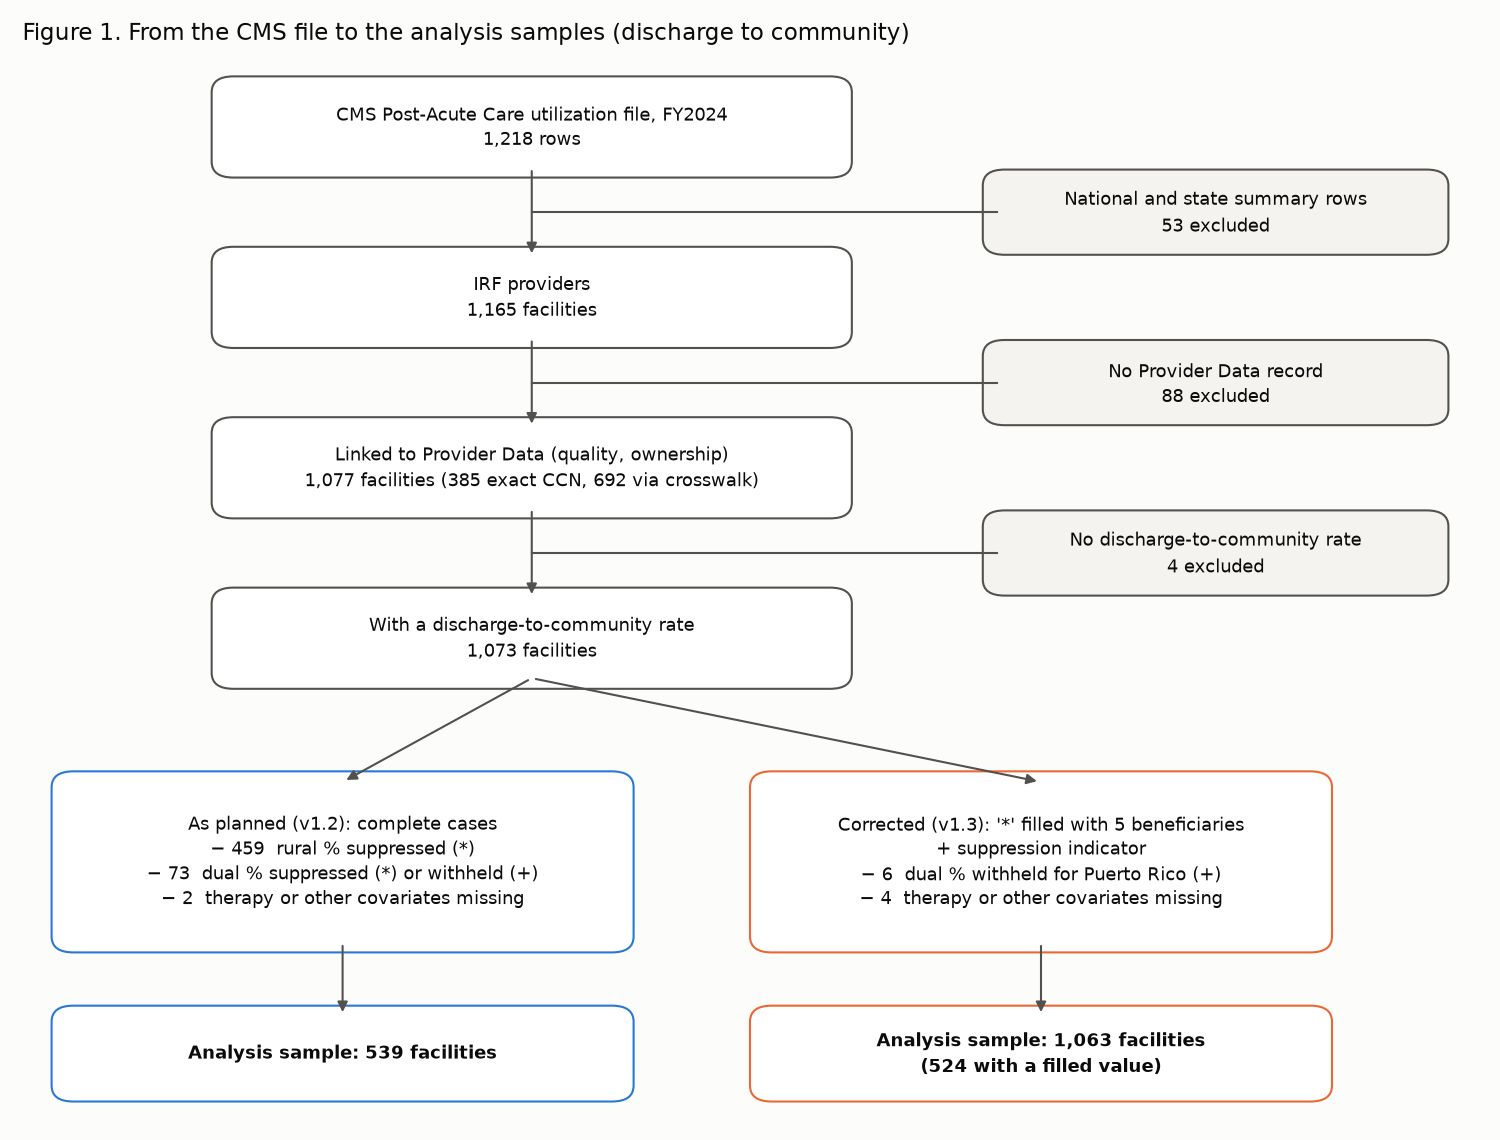 Figure 1. From the CMS file to the analysis samples (discharge to community)
CMS Post-Acute Care utilization file, FY2024
1,218 rows
National and state summary rows
53 excluded
IRF providers
1,165 facilities
No Provider Data record
88 excluded
Linked to Provider Data (quality, ownership)
1,077 facilities (385 exact CCN, 692 via crosswalk)
No discharge-to-community rate
4 excluded
With a discharge-to-community rate
1,073 facilities
As planned (v1.2): complete cases
− 459  rural % suppressed (*)
− 73  dual % suppressed (*) or withheld (+)
− 2  therapy or other covariates missing
Corrected (v1.3): '*' filled with 5 beneficiaries
+ suppression indicator
− 6  dual % withheld for Puerto Rico (+)
− 4  therapy or other covariates missing
Analysis sample: 539 facilities
Analysis sample: 1,063 facilities
(524 with a filled value)